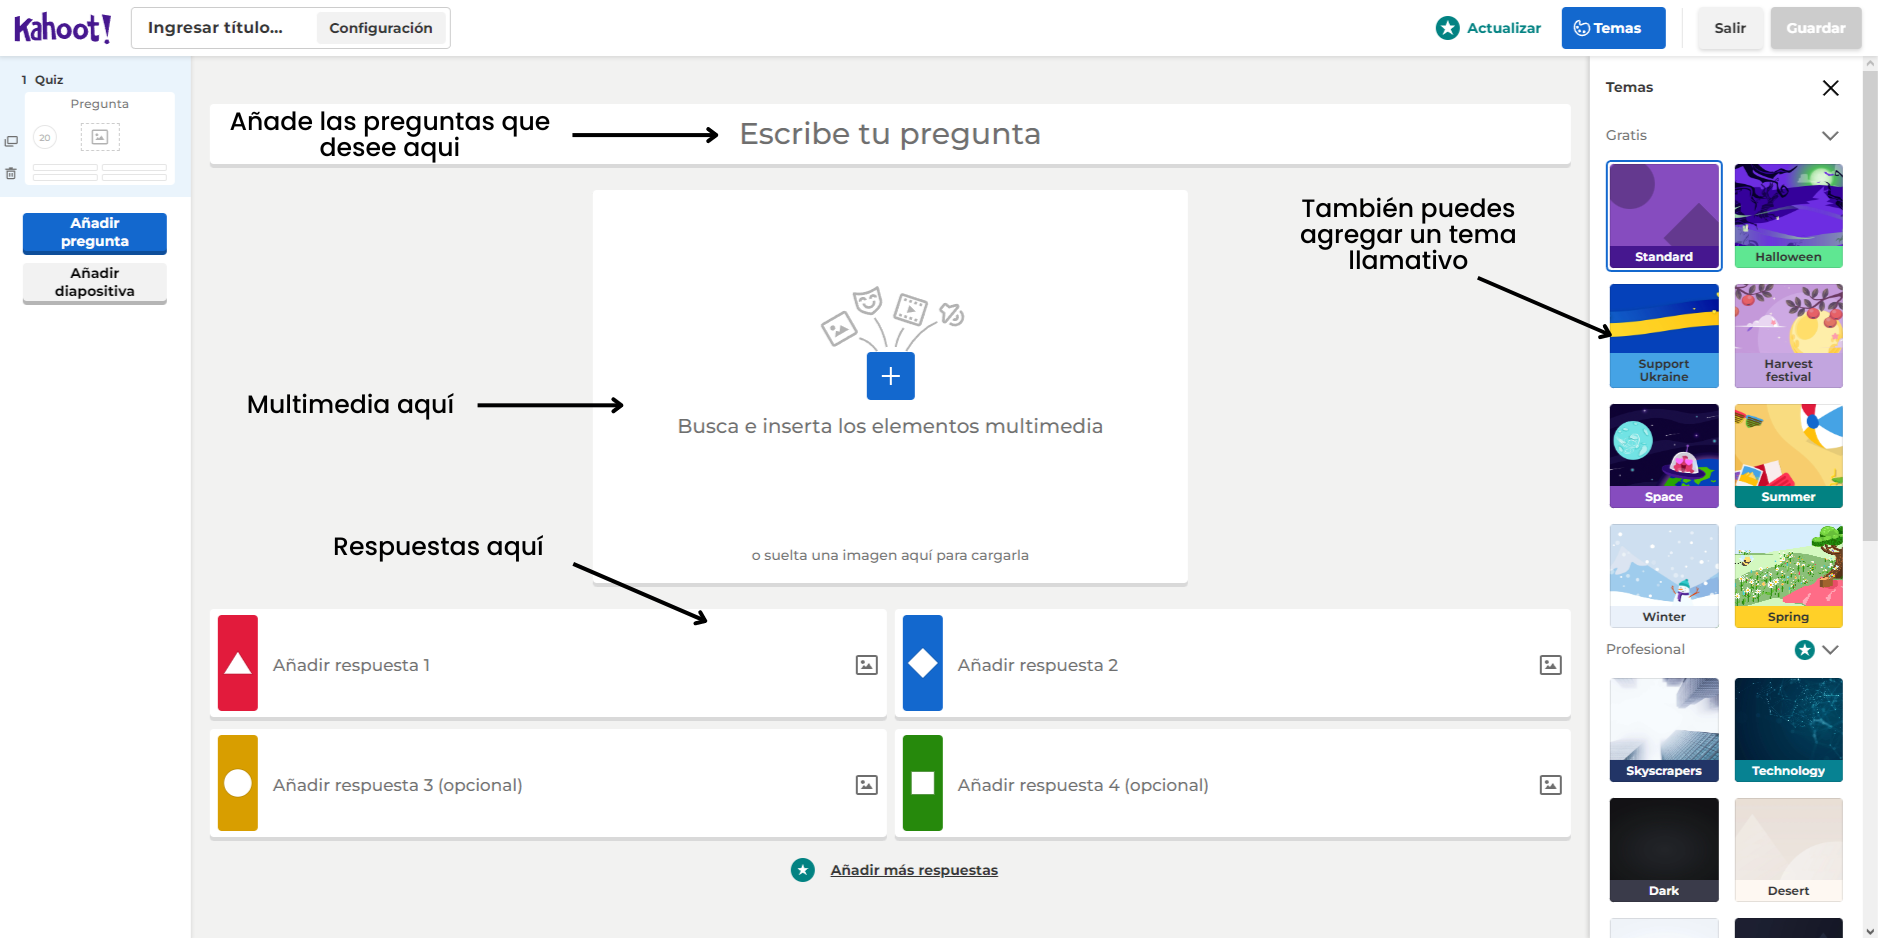 Kahoot!
Ingresar título...
Configuración
Actualizar
Temas
Salir
Guardar
1 Quiz
Pregunta
20
Añadir
pregunta
Añadir
diapositiva
Añade las preguntas que
desee aqui
Escribe tu pregunta
Multimedia aquí
Busca e inserta los elementos multimedia
o suelta una imagen aquí para cargarla
Respuestas aquí
Añadir respuesta 1
Añadir respuesta 2
Añadir respuesta 3 (opcional)
Añadir respuesta 4 (opcional)
Añadir más respuestas
También puedes
agregar un tema
llamativo
Temas
Gratis
Standard
Halloween
Support
Ukraine
Harvest
festival
Space
Summer
Winter
Spring
Profesional
Skyscrapers
Technology
Dark
Desert